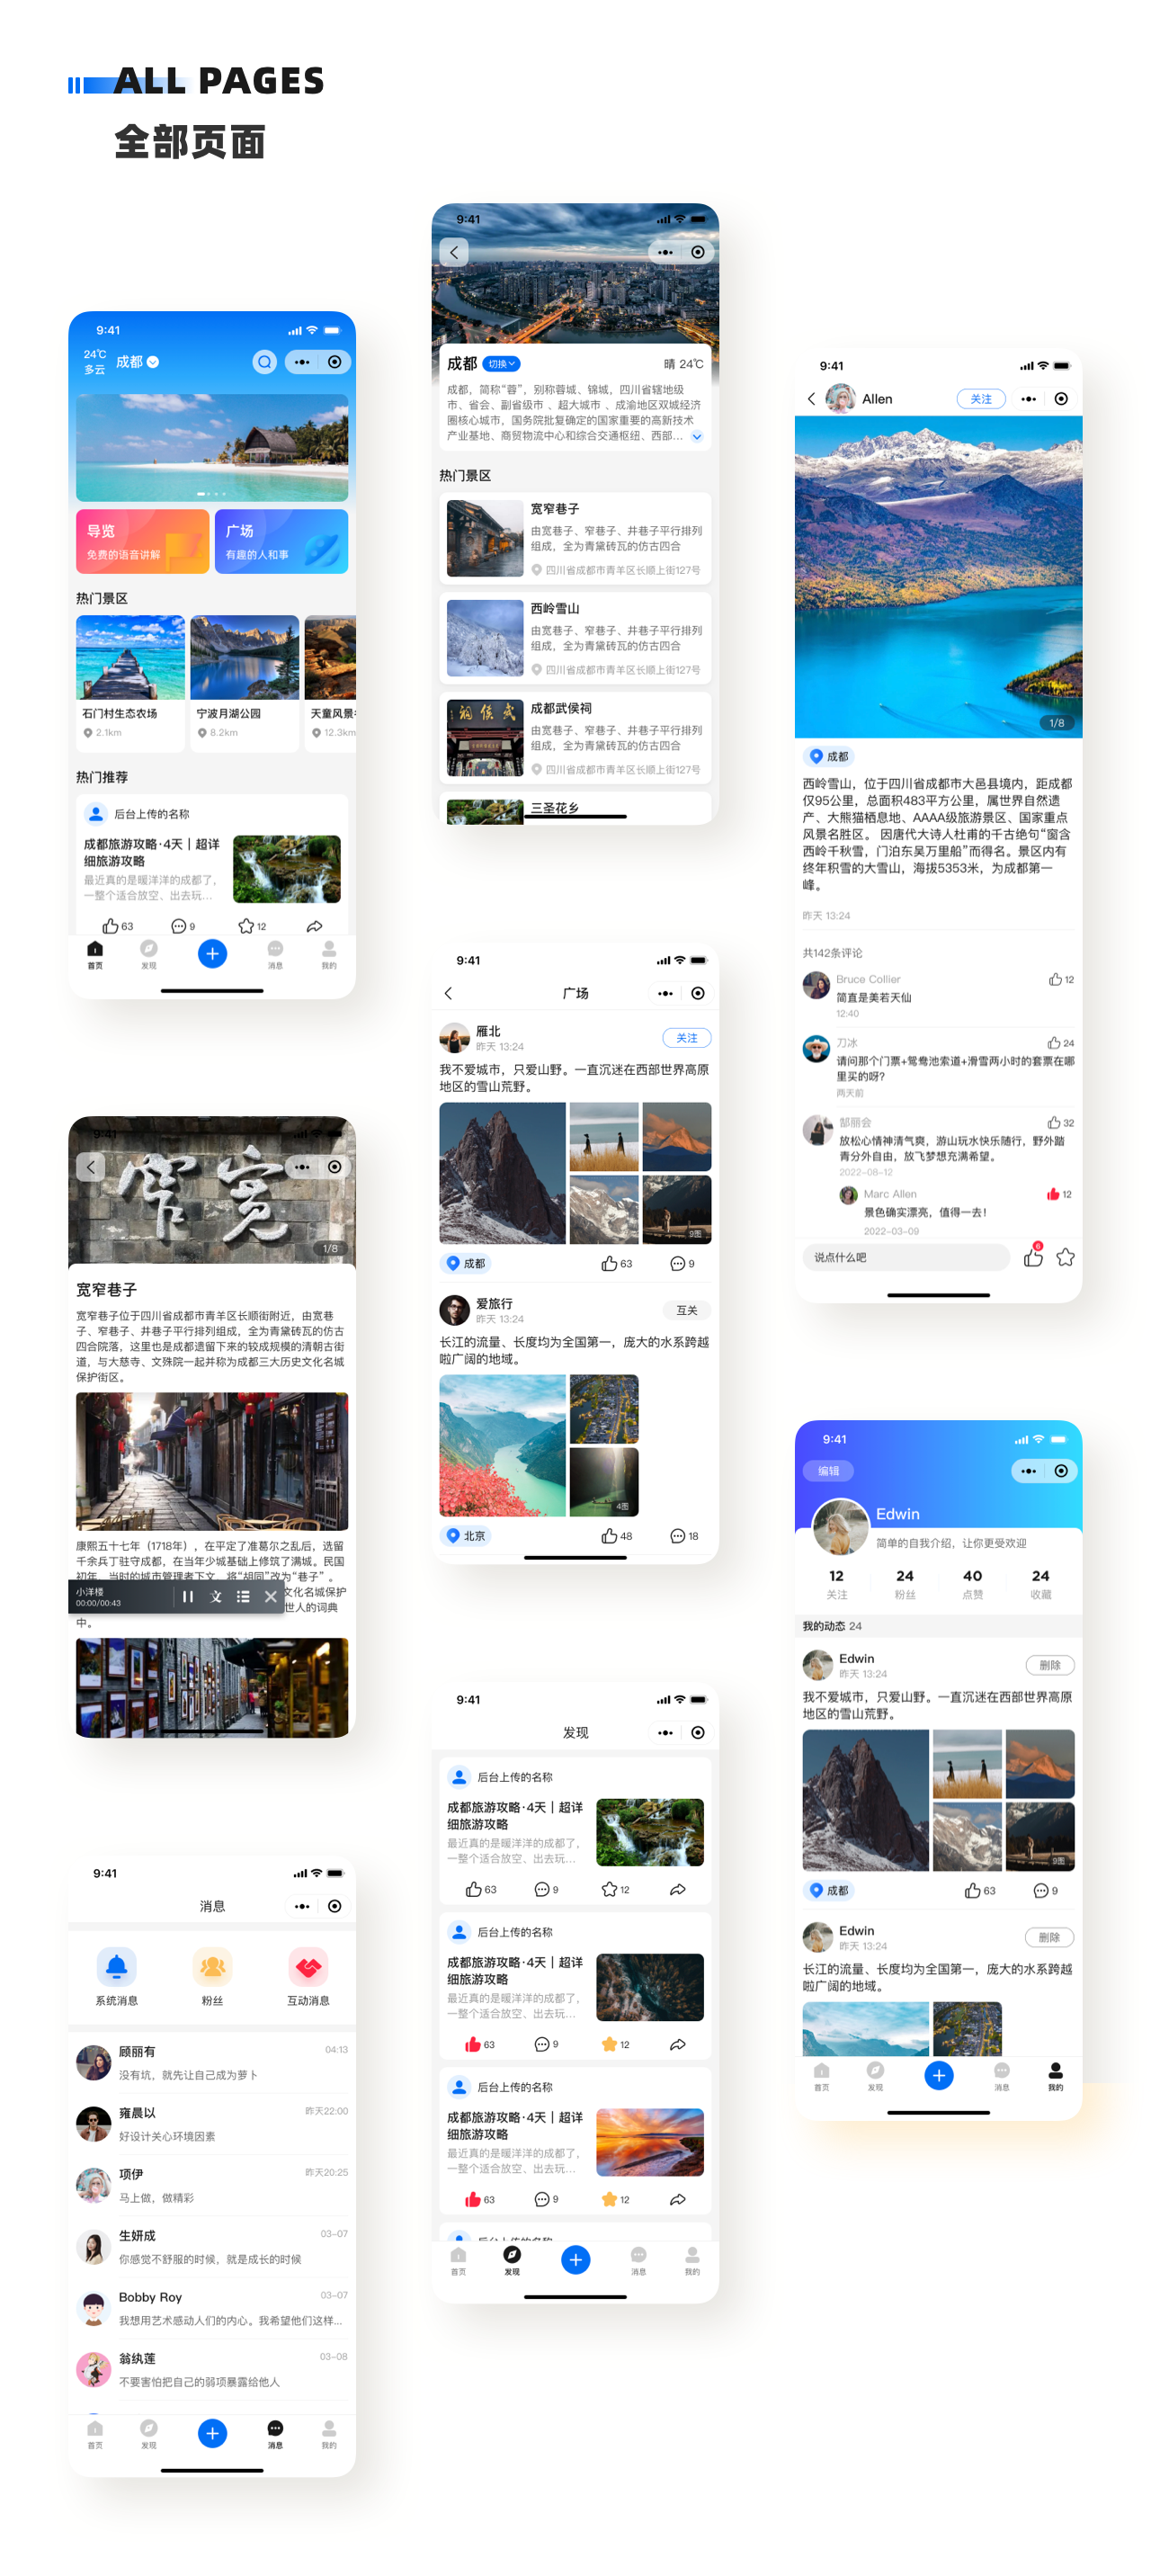 ALL PAGES
全部页面
9:41
24℃
多云
成都
导览
免费的语音讲解
广场
有趣的人和事
热门景区
石门村生态农场
2.1km
宁波月湖公园
8.2km
天童风景
12.3km
热门推荐
后台上传的名称
成都旅游攻略·4天丨超详
细旅游攻略
最近真的是暖洋洋的成都了，
一整个适合放空、出去玩...
63
9
12
首页
发现
消息
我的
窄 宽
1/8
宽窄巷子
宽窄巷子位于四川省成都市青羊区长顺街附近，由宽巷
子、窄巷子、井巷子平行排列组成，全为青黛砖瓦的仿古
四合院落，这里也是成都遗留下来的较成规模的清朝古街
道，与大慈寺、文殊院一起并称为成都三大历史文化名城
保护街区。
康熙五十七年（1718年），在平定了准葛尔之乱后，选留
千余兵丁驻守成都，在当年少城基础上修筑了满城。民国
初年，当时的城市管理者下文，将“胡同”改为“巷子”。
小洋楼
00:00/00:43
文
文化名城保护
世人的词典
中。
9:41
消息
系统消息
粉丝
互动消息
顾丽有
04:13
没有坑，就先让自己成为萝卜
雍晨以
昨天22:00
好设计关心环境因素
项伊
昨天20:25
马上做，做精彩
生妍成
03-07
你感觉不舒服的时候，就是成长的时候
Bobby Roy
03-07
我想用艺术感动人们的内心。我希望他们这样...
翁纨莲
03-08
不要害怕把自己的弱项暴露给他人
首页
发现
消息
我的
9:41
成都
切换
晴 24℃
成都，简称“蓉”，别称蓉城、锦城，四川省辖地级
市、省会、副省级市 、超大城市 、成渝地区双城经济
圈核心城市，国务院批复确定的国家重要的高新技术
产业基地、商贸物流中心和综合交通枢纽、西部...
热门景区
宽窄巷子
由宽巷子、窄巷子、井巷子平行排列
组成，全为青黛砖瓦的仿古四合
四川省成都市青羊区长顺上街127号
西岭雪山
由宽巷子、窄巷子、井巷子平行排列
组成，全为青黛砖瓦的仿古四合
四川省成都市青羊区长顺上街127号
祠 侯 武
成都武侯祠
由宽巷子、窄巷子、井巷子平行排列
组成，全为青黛砖瓦的仿古四合
四川省成都市青羊区长顺上街127号
三圣花乡
9:41
广场
雁北
昨天 13:24
关注
我不爱城市，只爱山野。一直沉迷在西部世界高原
地区的雪山荒野。
9图
成都
63
9
爱旅行
昨天 13:24
互关
长江的流量、长度均为全国第一，庞大的水系跨越
啦广阔的地域。
4图
北京
48
18
9:41
发现
后台上传的名称
成都旅游攻略·4天丨超详
细旅游攻略
最近真的是暖洋洋的成都了，
一整个适合放空、出去玩...
63
9
12
后台上传的名称
成都旅游攻略·4天丨超详
细旅游攻略
最近真的是暖洋洋的成都了，
一整个适合放空、出去玩...
63
9
12
后台上传的名称
成都旅游攻略·4天丨超详
细旅游攻略
最近真的是暖洋洋的成都了，
一整个适合放空、出去玩...
63
9
12
首页
发现
消息
我的
9:41
Allen
关注
1/8
成都
西岭雪山，位于四川省成都市大邑县境内，距成都
仅95公里，总面积483平方公里，属世界自然遗
产、大熊猫栖息地、AAAA级旅游景区、国家重点
风景名胜区。 因唐代大诗人杜甫的千古绝句“窗含
西岭千秋雪，门泊东吴万里船”而得名。景区内有
终年积雪的大雪山，海拔5353米，为成都第一
峰。
昨天 13:24
共142条评论
Bruce Collier
12
简直是美若天仙
12:40
刀冰
24
请问那个门票+鸳鸯池索道+滑雪两小时的套票在哪
里买的呀?
两天前
郜丽会
32
放松心情神清气爽，游山玩水快乐随行，野外踏
青分外自由，放飞梦想充满希望。
2022-08-12
Marc Allen
12
景色确实漂亮，值得一去!
2022-03-09
说点什么吧
6
9:41
编辑
Edwin
简单的自我介绍，让你更受欢迎
12
24
40
24
关注
粉丝
点赞
收藏
我的动态 24
Edwin
昨天 13:24
删除
我不爱城市，只爱山野。一直沉迷在西部世界高原
地区的雪山荒野。
9图
成都
63
9
Edwin
昨天 13:24
删除
长江的流量、长度均为全国第一，庞大的水系跨越
啦广阔的地域。
首页
发现
消息
我的